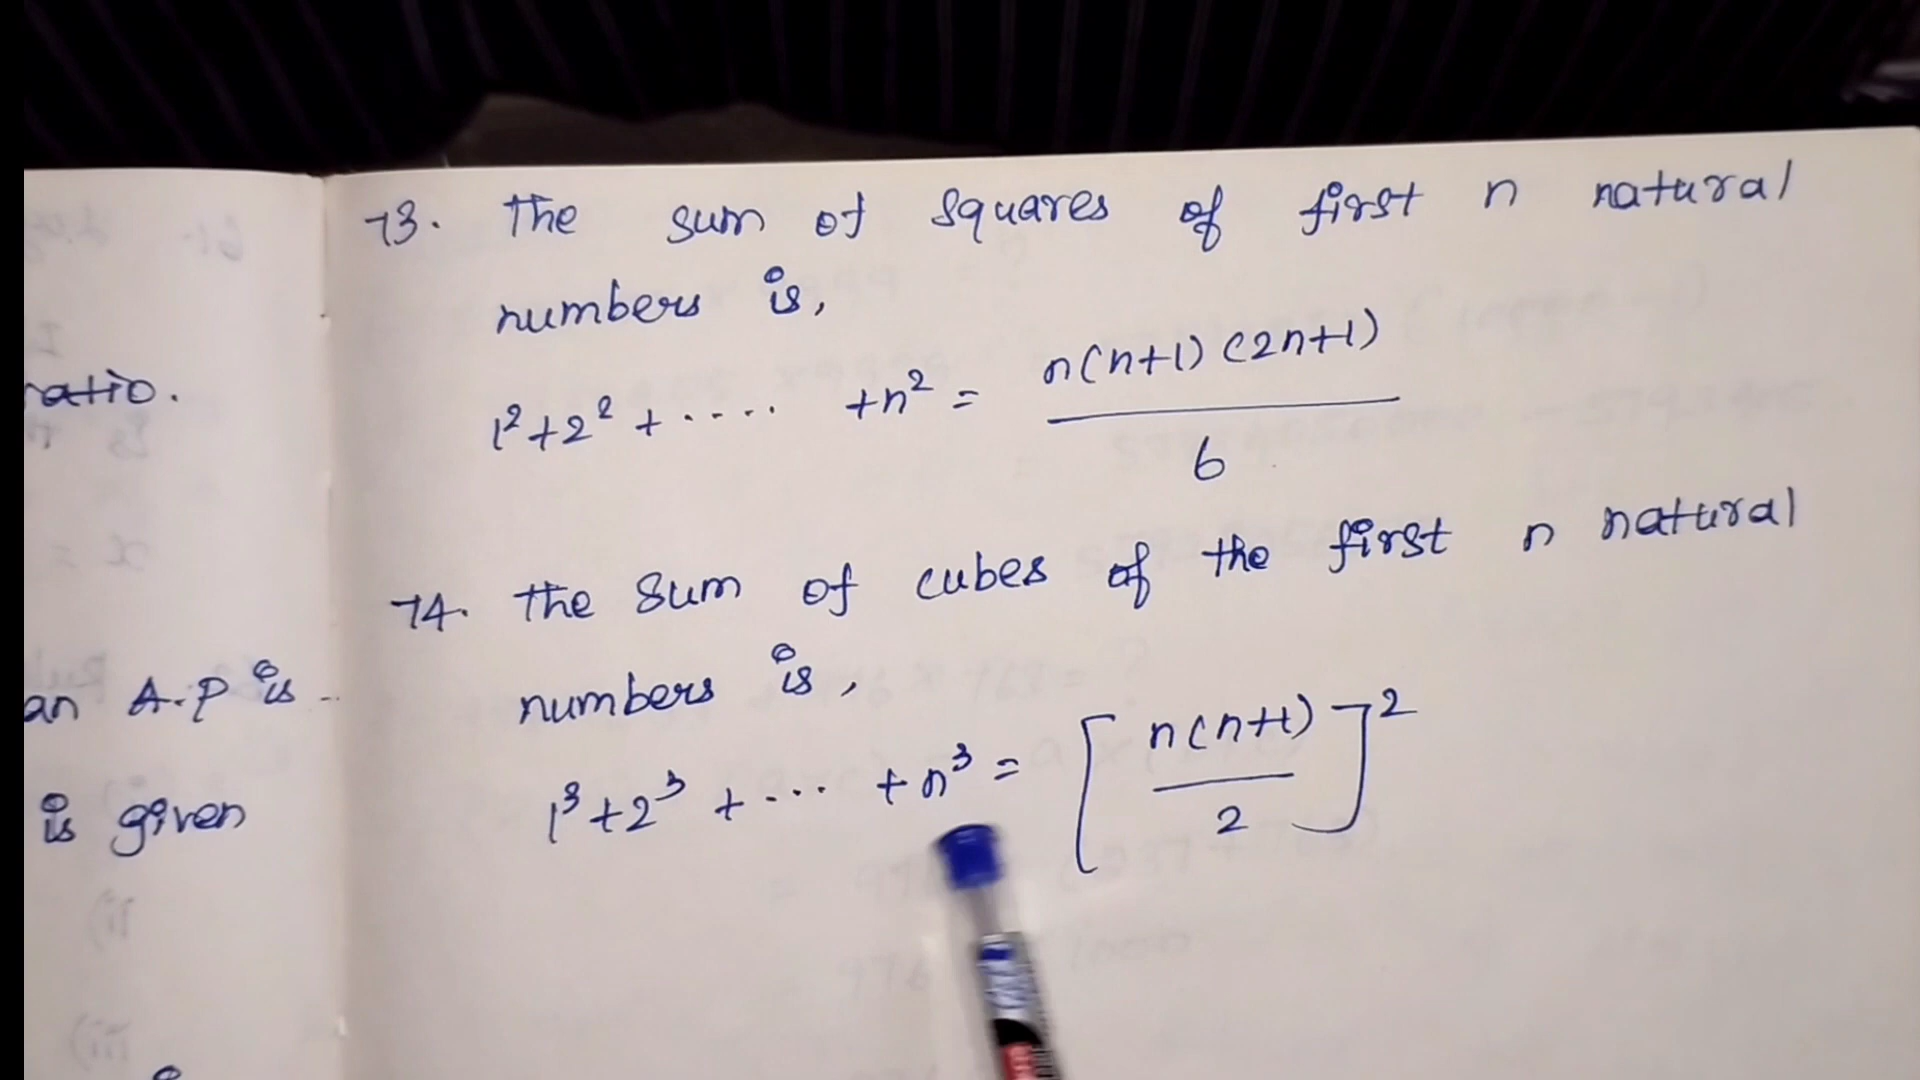 ratio.
an A.P is
is given
73. The sum of squares of first n natural
numbers is,
1²+2²+..... +n² = n(n+1)(2n+1)/6
74. The sum of cubes of the first n natural
numbers is,
1³+2³+... +n³ = [n(n+1)/2]²